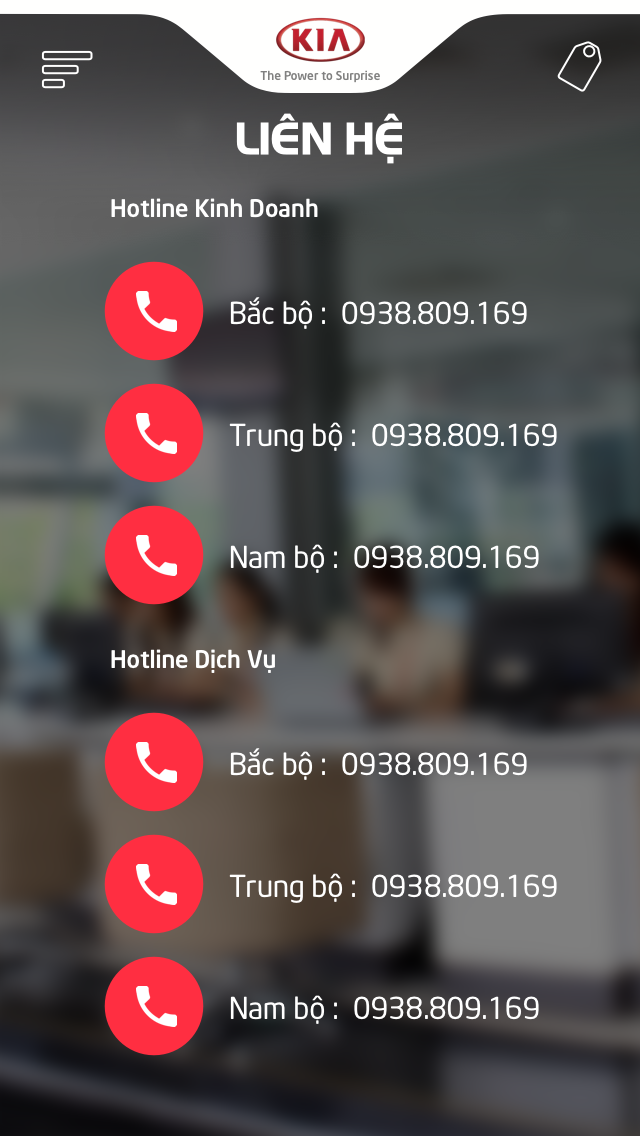 KIA
The Power to Surprise
LIÊN HỆ
Hotline Kinh Doanh
Bắc bộ : 0938.809.169
Trung bộ : 0938.809.169
Nam bộ : 0938.809.169
Hotline Dịch Vụ
Bắc bộ : 0938.809.169
Trung bộ : 0938.809.169
Nam bộ : 0938.809.169